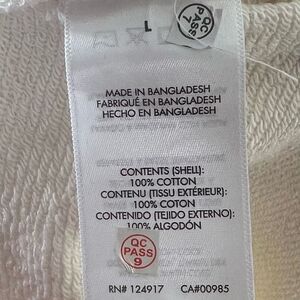 QC
PASS
7
L
MADE IN BANGLADESH
FABRIQUÉ EN BANGLADESH
HECHO EN BANGLADESH
CONTENTS (SHELL):
100% COTTON
CONTENU (TISSU EXTÉRIEUR):
100% COTON
CONTENIDO (TEJIDO EXTERNO):
100% ALGODÓN
QC
PASS
9
RN# 124917 CA#00985